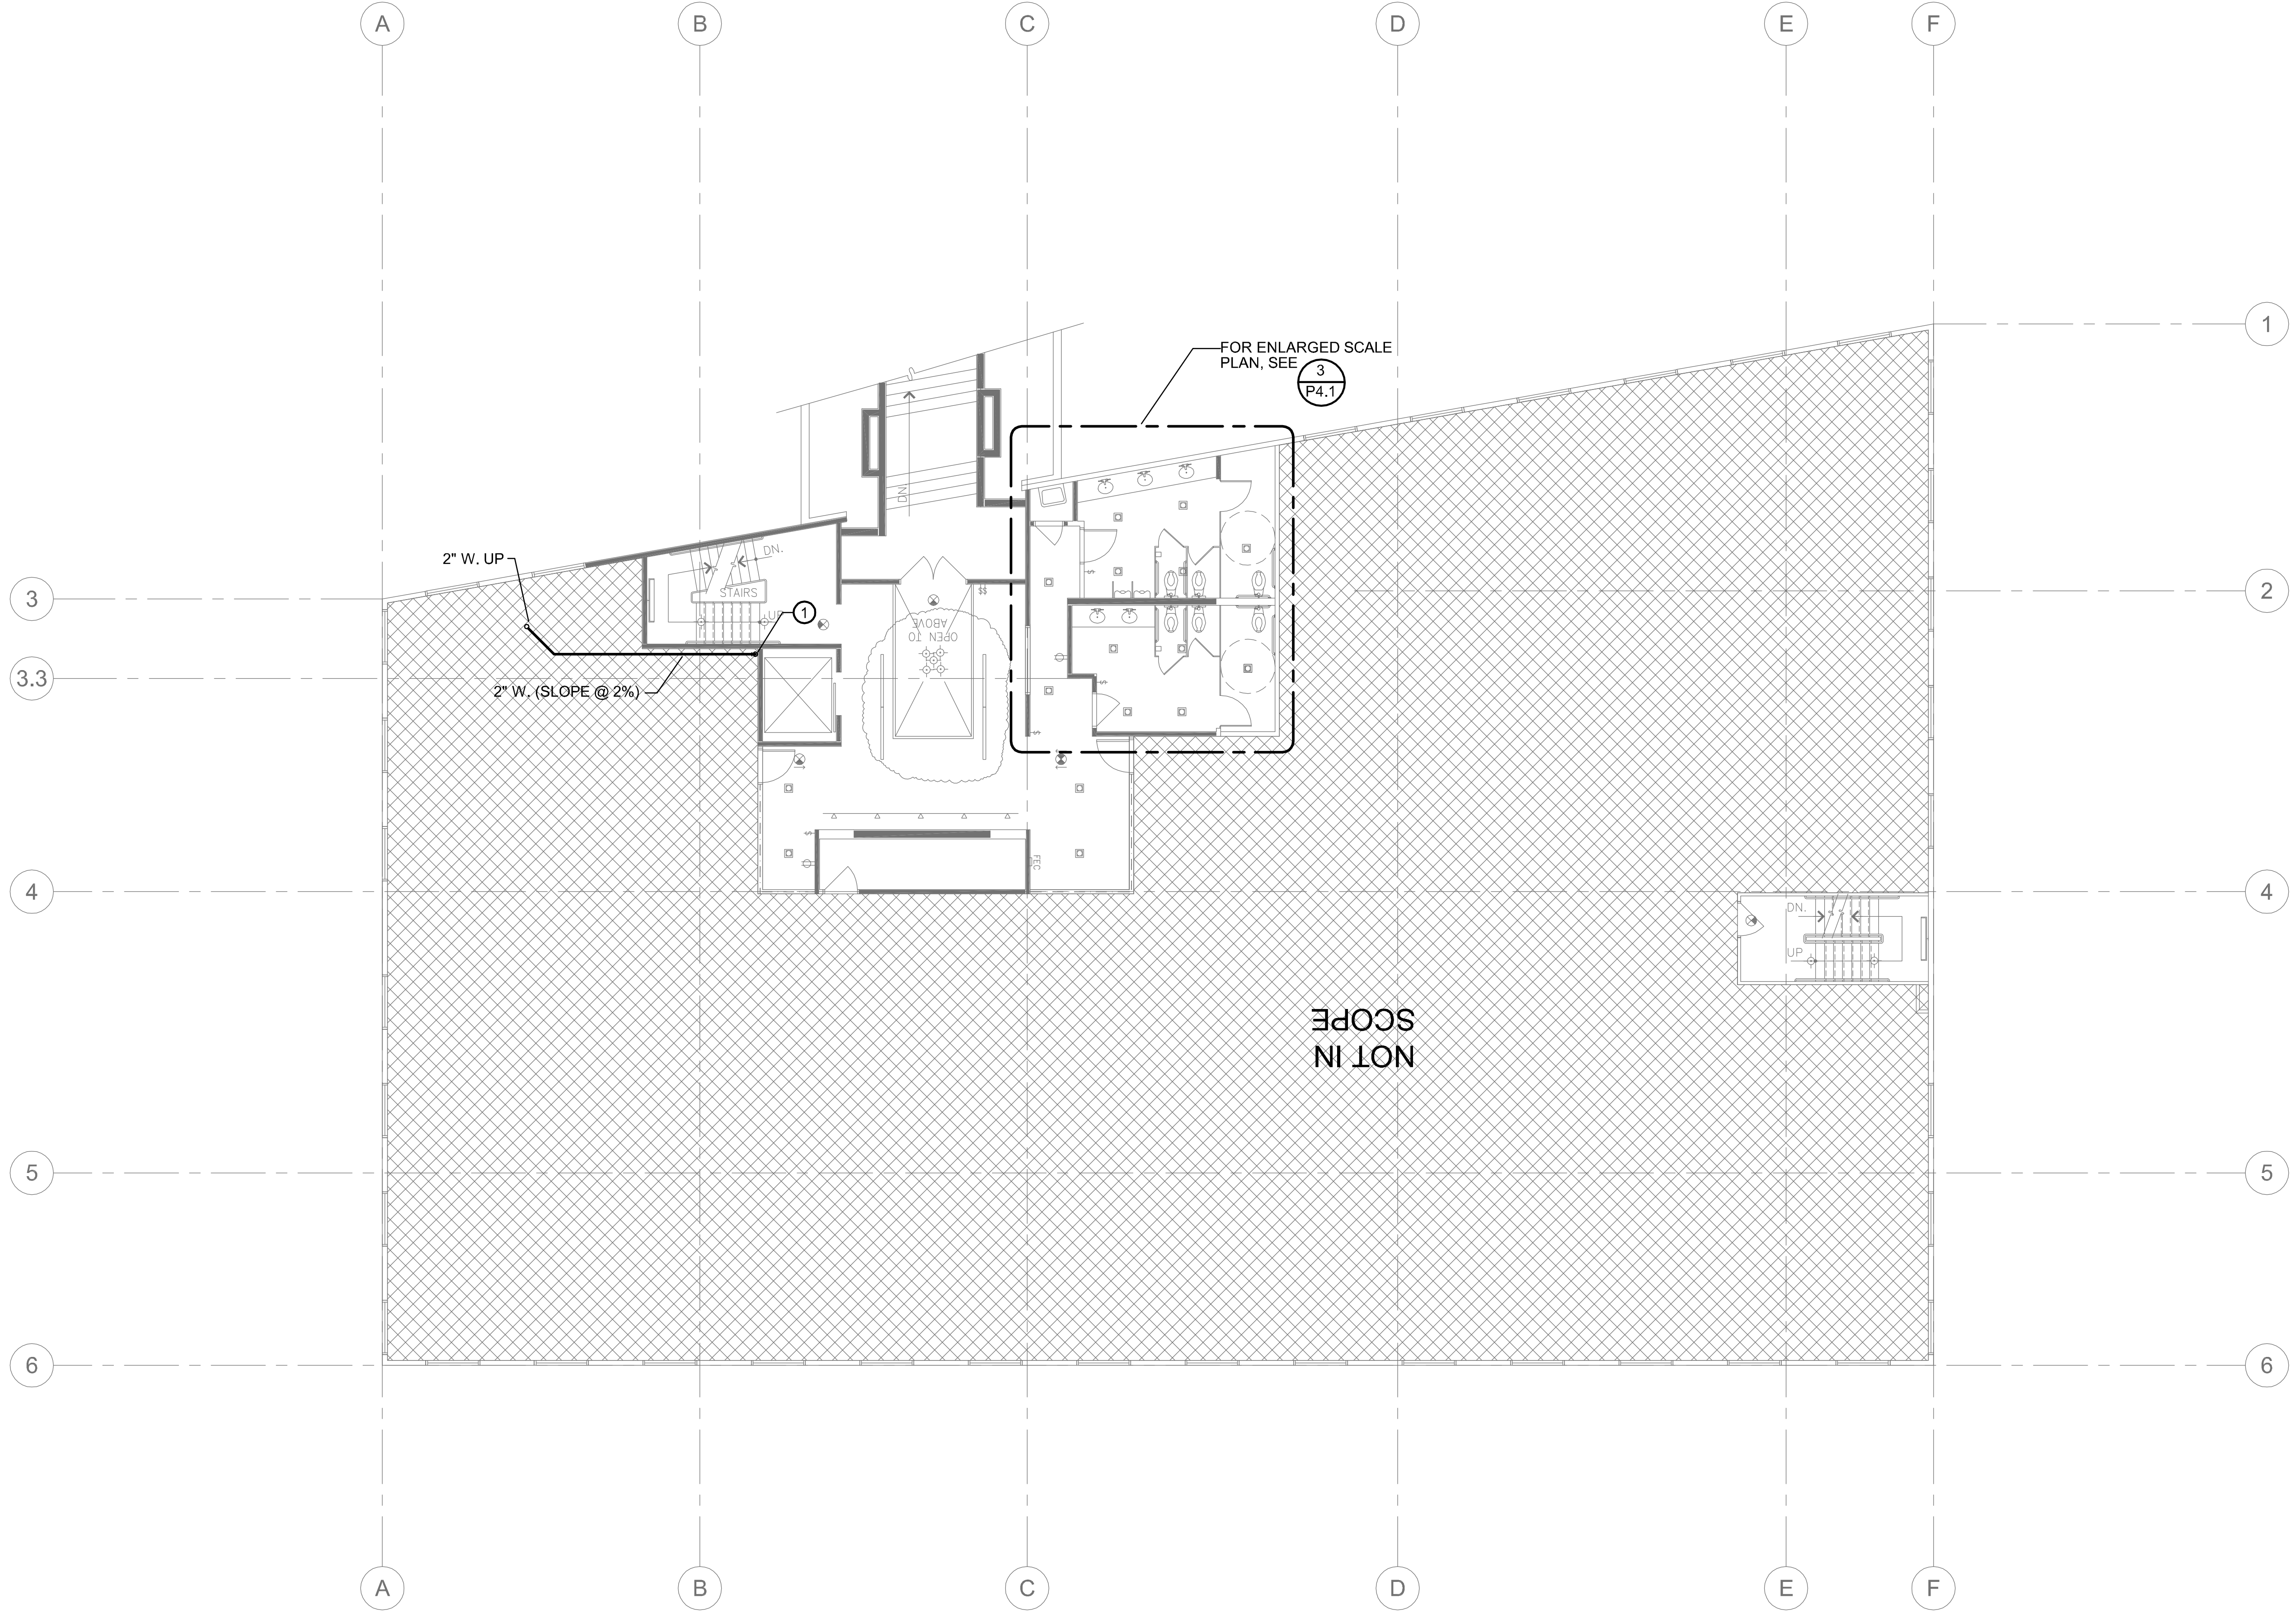 A
B
C
D
E
F
1
FOR ENLARGED SCALE
PLAN, SEE
3
P4.1
DN
2" W. UP
DN.
STAIRS
UP
1
3
2
$
$$
OPEN TO
ABOVE
3.3
2" W. (SLOPE @ 2%)
$
$
$
FEC
4
4
DN.
UP
NOT IN
SCOPE
5
5
6
6
A
B
C
D
E
F